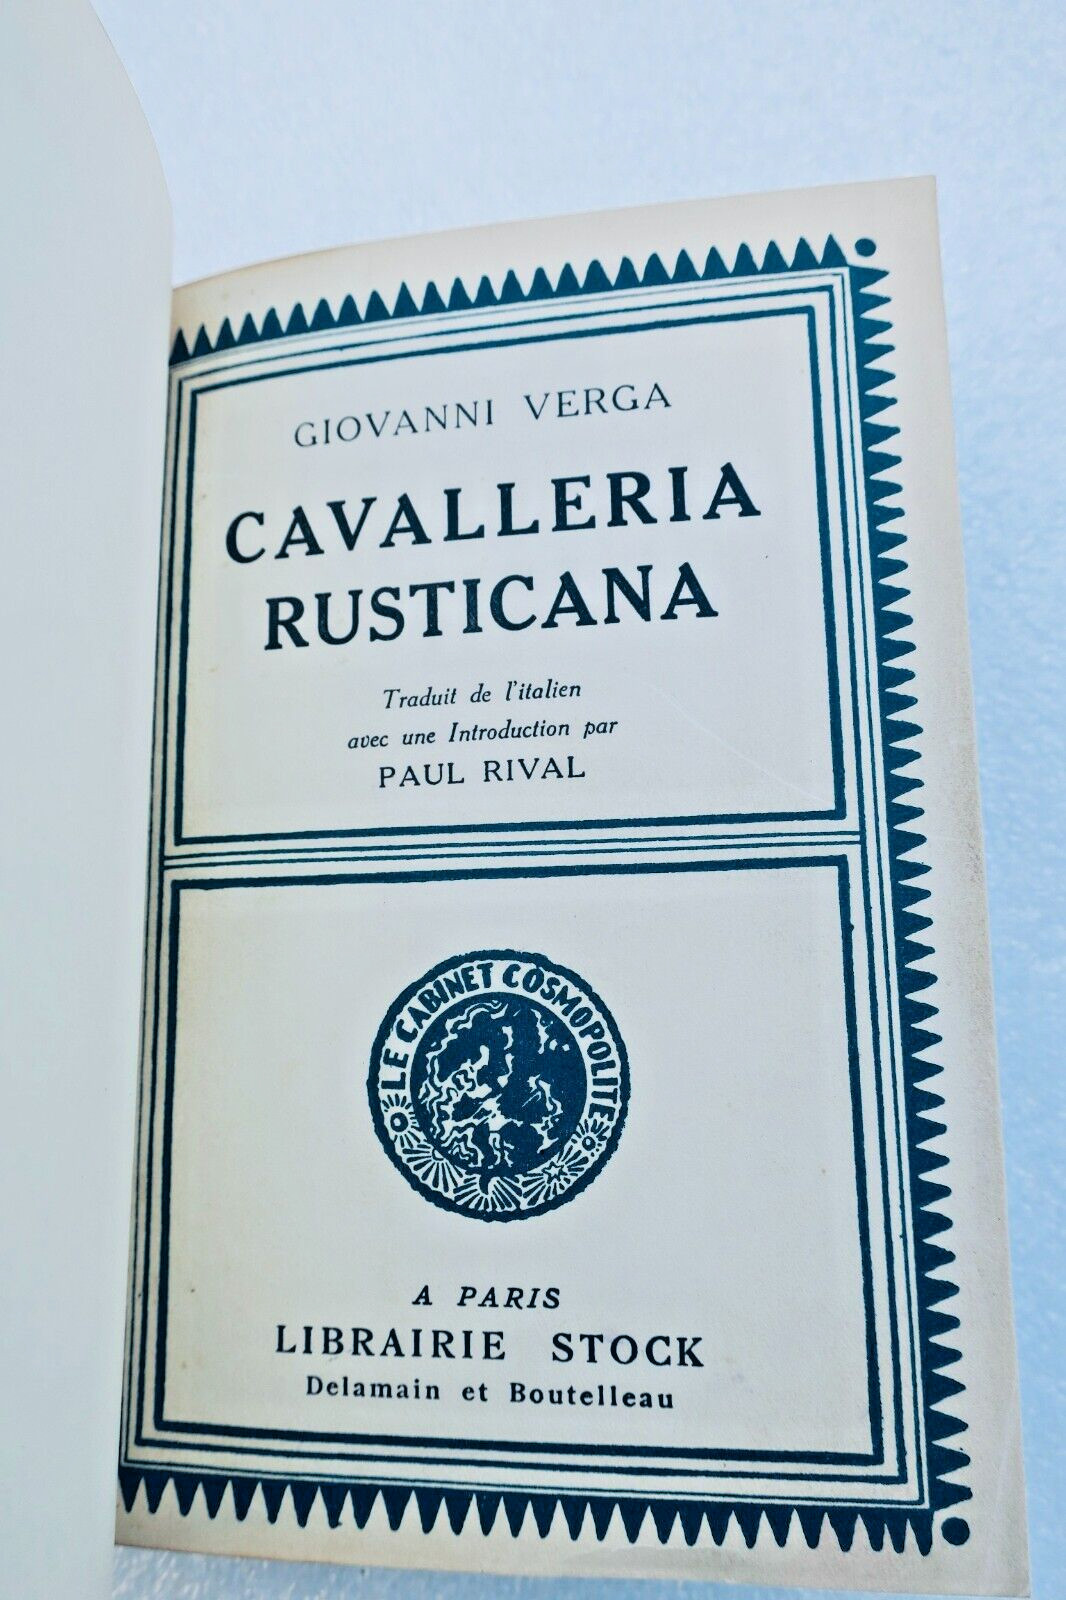 GIOVANNI VERGA
CAVALLERIA
RUSTICANA
Traduit de l'italien
avec une Introduction par
PAUL RIVAL
LE CABINET COSMOPOLITE
A PARIS
LIBRAIRIE STOCK
Delamain et Boutelleau